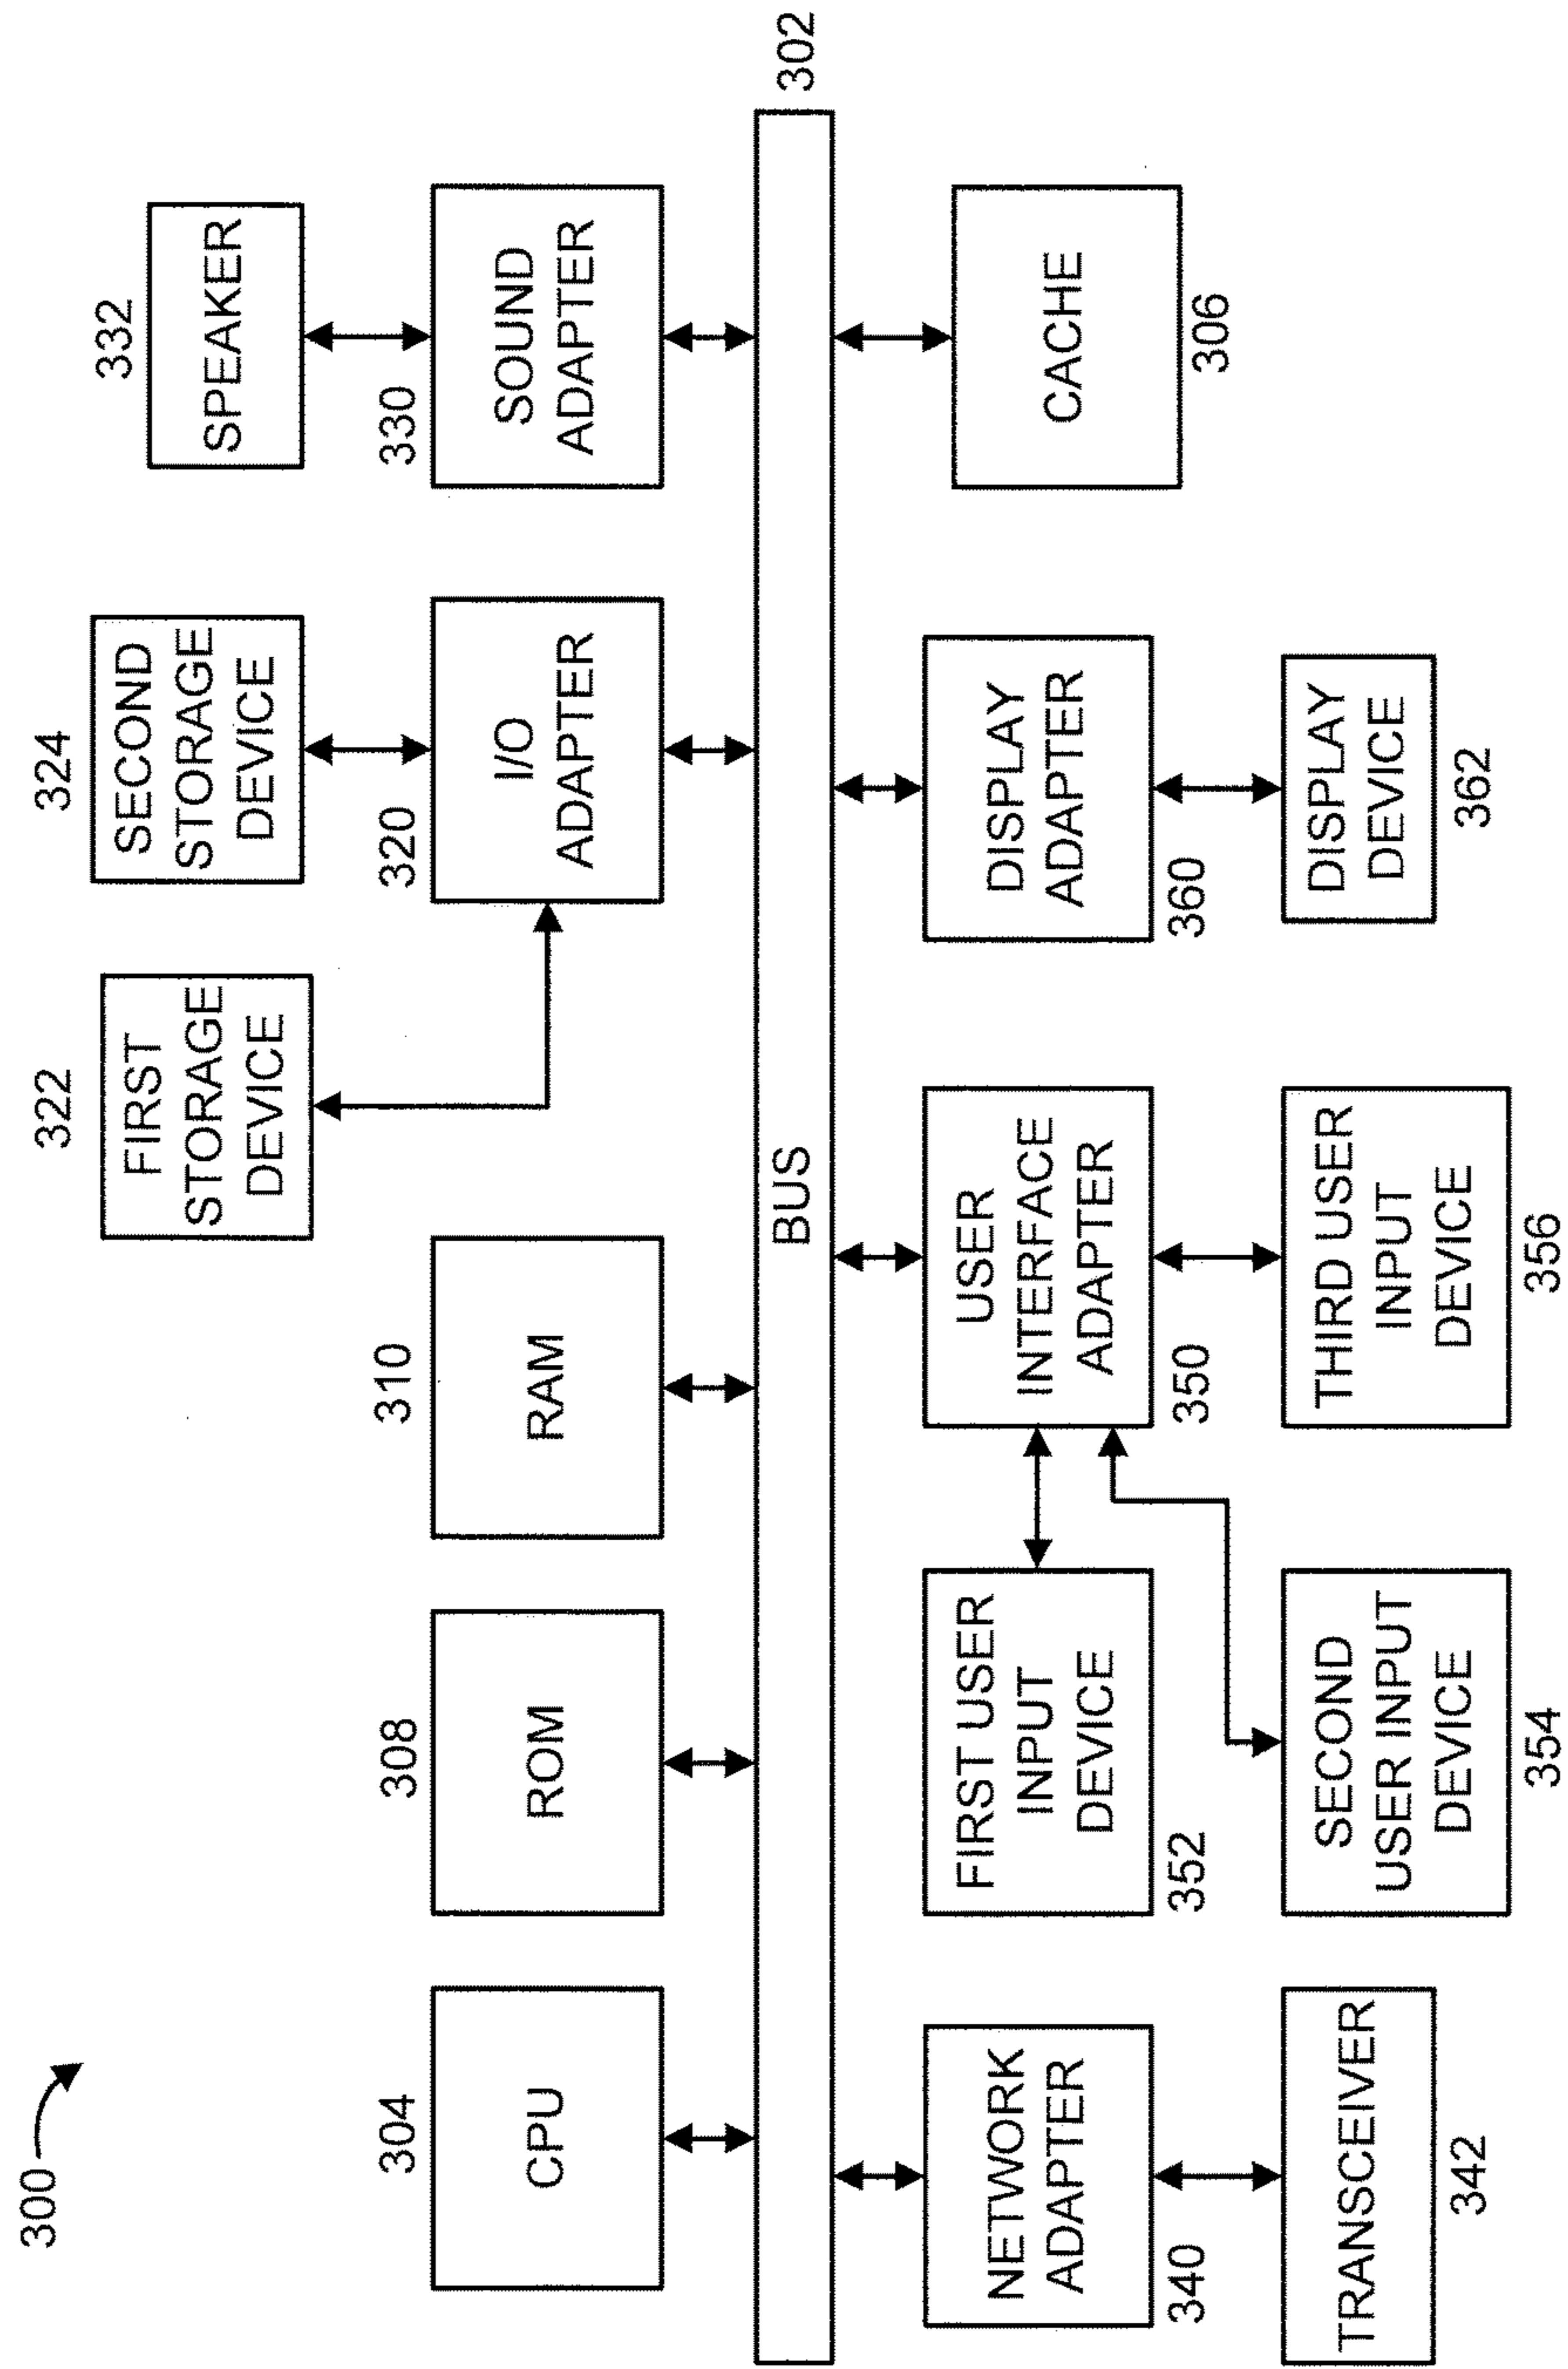 300
304
CPU
308
ROM
310
RAM
322
FIRST
STORAGE
DEVICE
324
SECOND
STORAGE
DEVICE
320
I/O
ADAPTER
332
SPEAKER
330
SOUND
ADAPTER
BUS
302
NETWORK
ADAPTER
340
TRANSCEIVER
342
FIRST USER
INPUT
DEVICE
352
SECOND
USER INPUT
DEVICE
354
USER
INTERFACE
ADAPTER
350
THIRD USER
INPUT
DEVICE
356
DISPLAY
ADAPTER
360
DISPLAY
DEVICE
362
CACHE
306